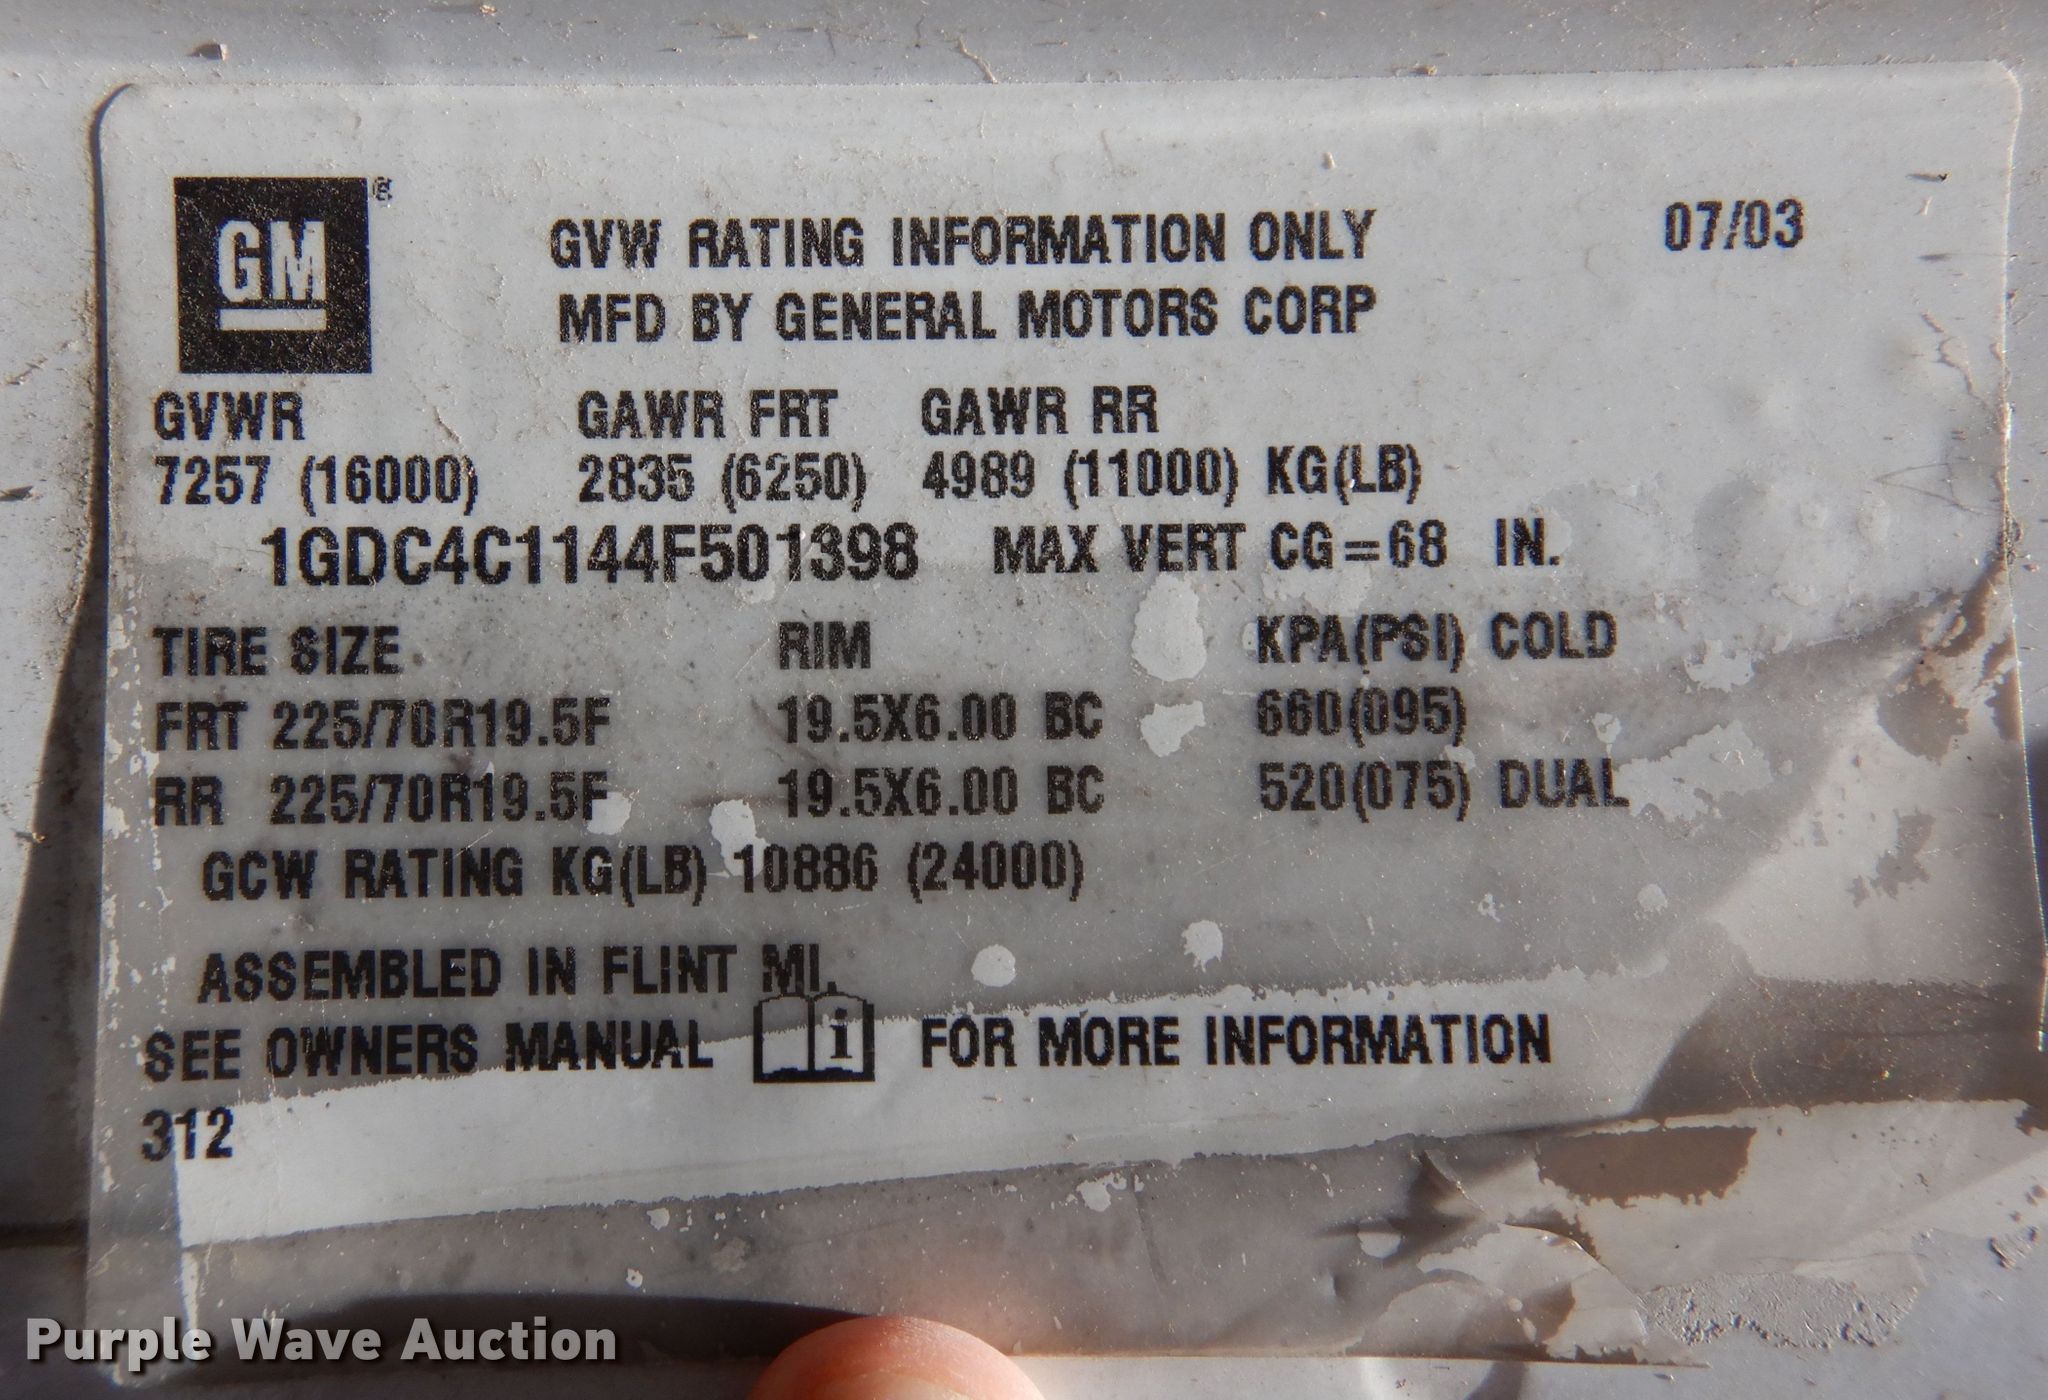 GM®
GVW RATING INFORMATION ONLY 07/03
MFD BY GENERAL MOTORS CORP
GVWR GAWR FRT GAWR RR
7257 (16000) 2835 (6250) 4989 (11000) KG(LB)
1GDC4C1144F501398 MAX VERT CG=68 IN.
TIRE SIZE RIM KPA(PSI) COLD
FRT 225/70R19.5F 19.5X6.00 BC 660(095)
RR 225/70R19.5F 19.5X6.00 BC 520(075) DUAL
GCW RATING KG(LB) 10886 (24000)
ASSEMBLED IN FLINT MI.
SEE OWNERS MANUAL i FOR MORE INFORMATION
312
Purple Wave Auction